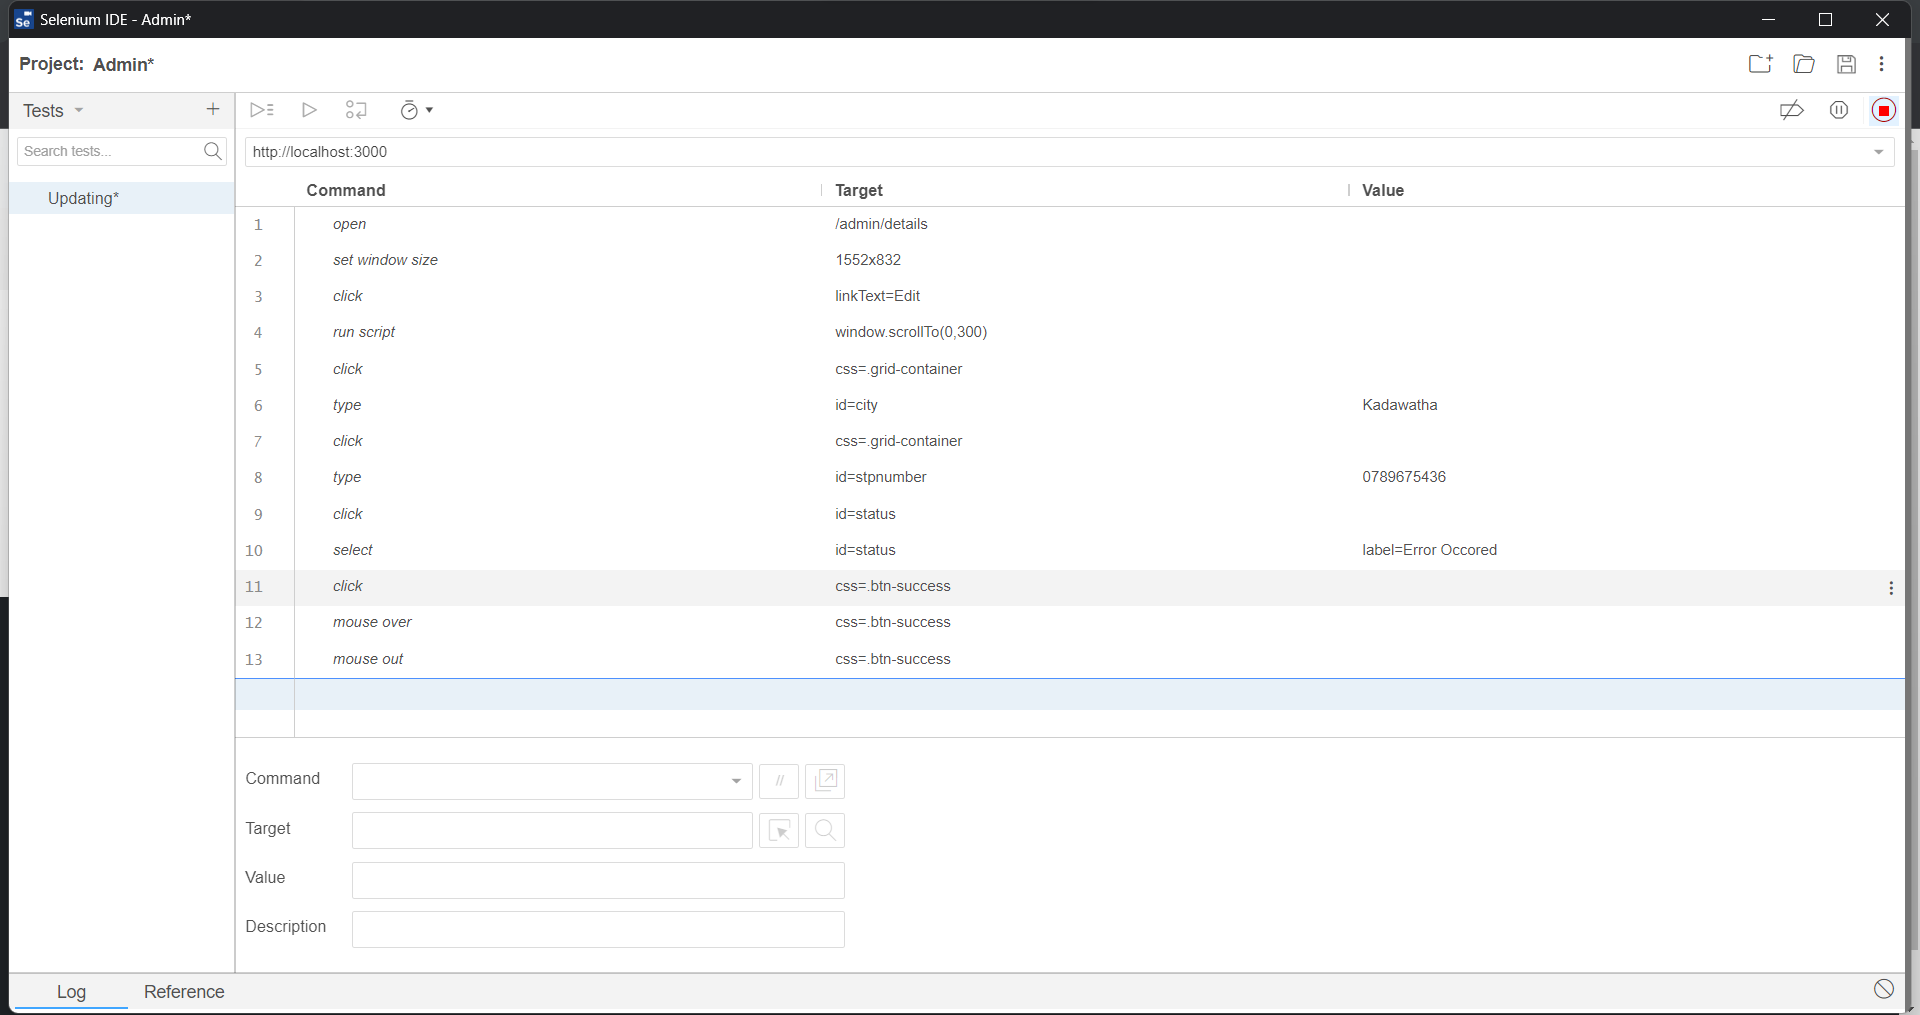 Se Selenium IDE - Admin*
Project: Admin*
Tests
Search tests...
http://localhost:3000
Updating*
Command Target Value
1 open /admin/details
2 set window size 1552x832
3 click linkText=Edit
4 run script window.scrollTo(0,300)
5 click css=.grid-container
6 type id=city Kadawatha
7 click css=.grid-container
8 type id=stpnumber 0789675436
9 click id=status
10 select id=status label=Error Occored
11 click css=.btn-success
12 mouse over css=.btn-success
13 mouse out css=.btn-success
Command //
Target
Value
Description
Log Reference